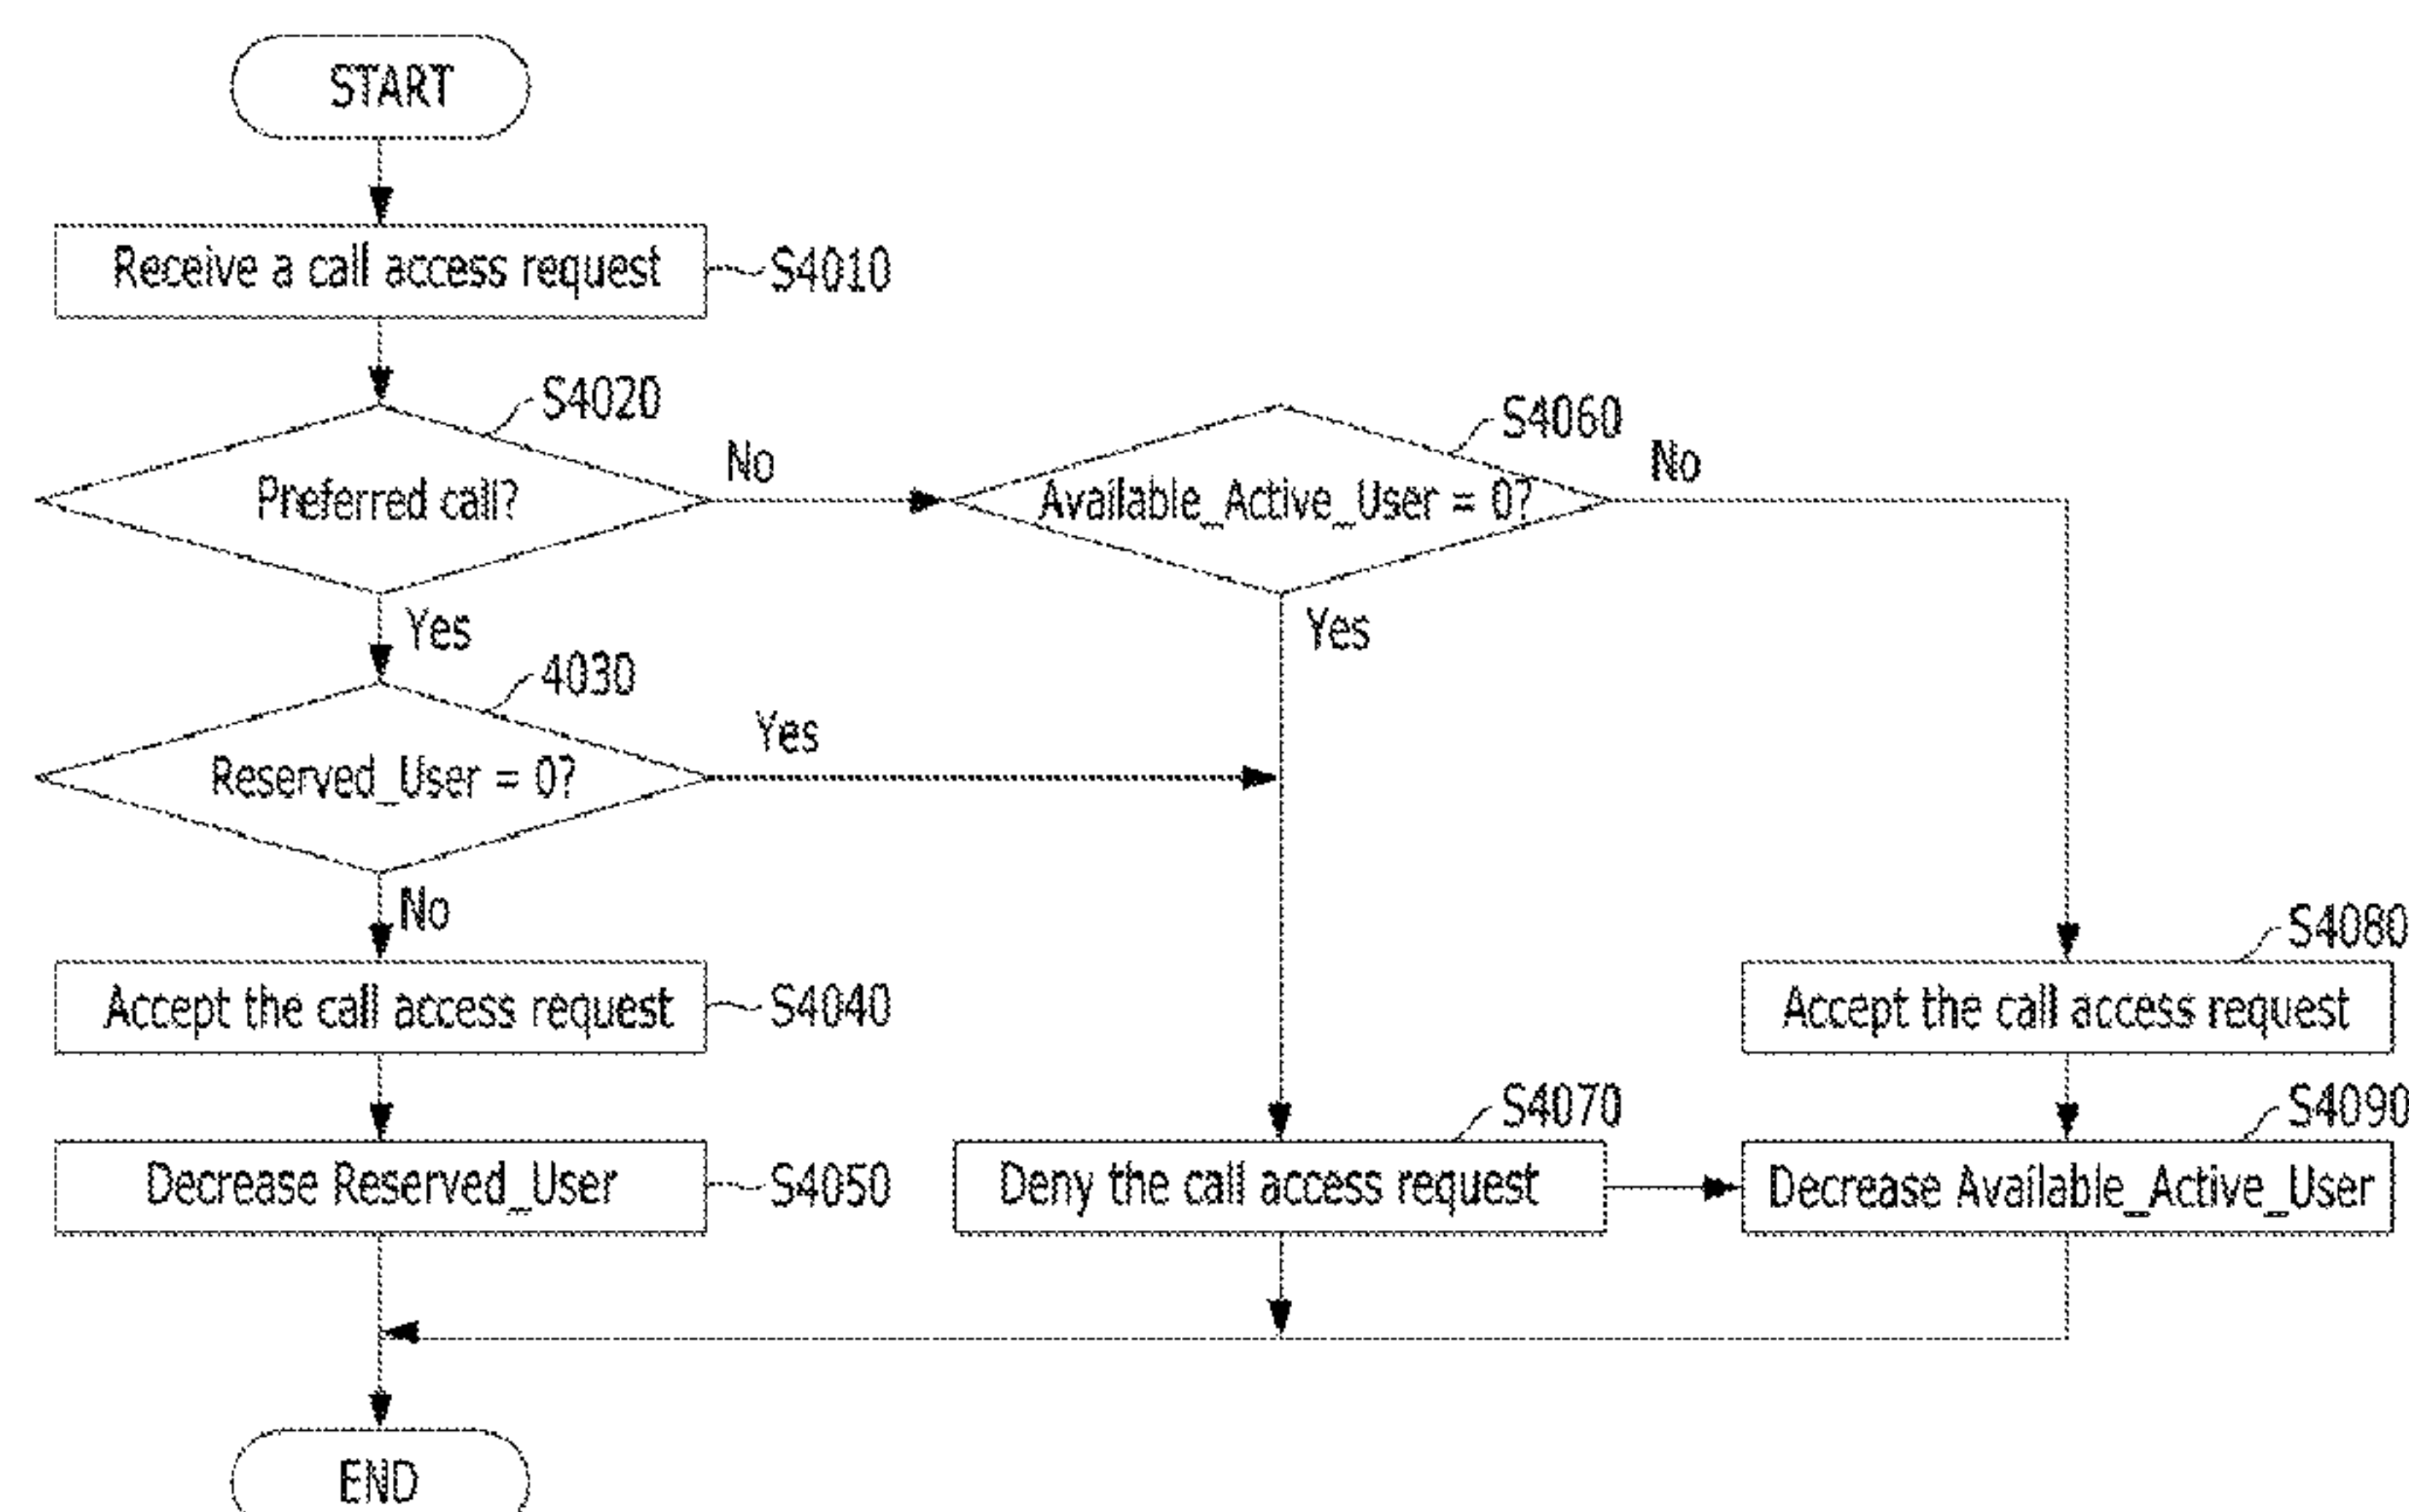 START
Receive a call access request
S4010
S4020
Preferred call?
No
S4060
Available_Active_User = 0?
No
Yes
Yes
4030
Reserved_User = 0?
Yes
No
Accept the call access request
S4040
S4080
Accept the call access request
Decrease Reserved_User
S4050
S4070
Deny the call access request
S4090
Decrease Available_Active_User
END